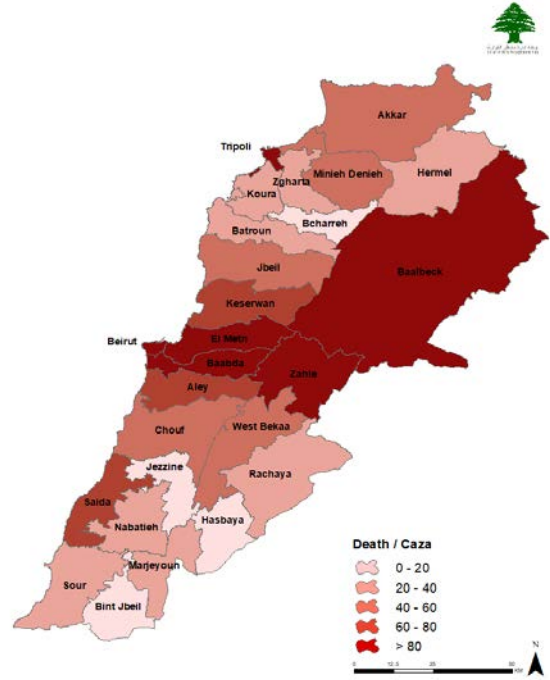 Akkar
Tripoli
Zgharta
Minieh Denieh
Hermel
Koura
Bcharreh
Batroun
Jbeil
Baalbeck
Keserwan
Beirut
El Metn
Baabda
Zahle
Aley
Chouf
West Bekaa
Jezzine
Rachaya
Saida
Hasbaya
Nabatieh
Marjeyoun
Sour
Bint Jbeil
Death / Caza
0 - 20
20 - 40
40 - 60
60 - 80
> 80
N